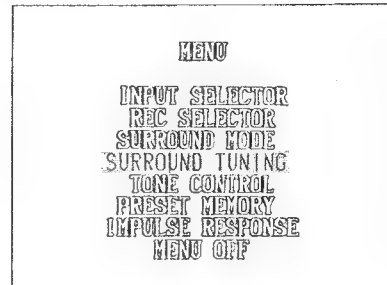 MENU
INPUT SELECTOR
REC SELECTOR
SURROUND MODE
SURROUND TUNING
TONE CONTROL
PRESET MEMORY
IMPULSE RESPONSE
MENU OFF